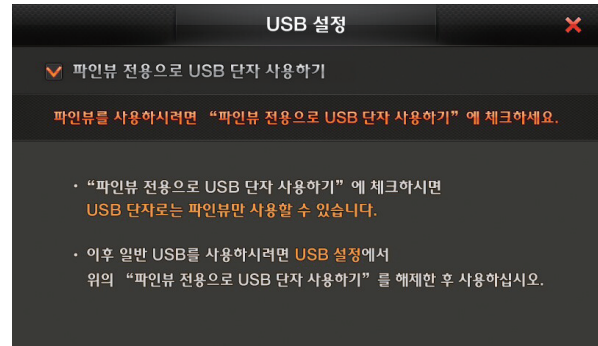 USB 설정
파인뷰 전용으로 USB 단자 사용하기
파인뷰를 사용하시려면 “파인뷰 전용으로 USB 단자 사용하기” 에 체크하세요.
• “파인뷰 전용으로 USB 단자 사용하기” 에 체크하시면
USB 단자로는 파인뷰만 사용할 수 있습니다.
• 이후 일반 USB를 사용하시려면 USB 설정에서
위의 “파인뷰 전용으로 USB 단자 사용하기” 를 해제한 후 사용하십시오.